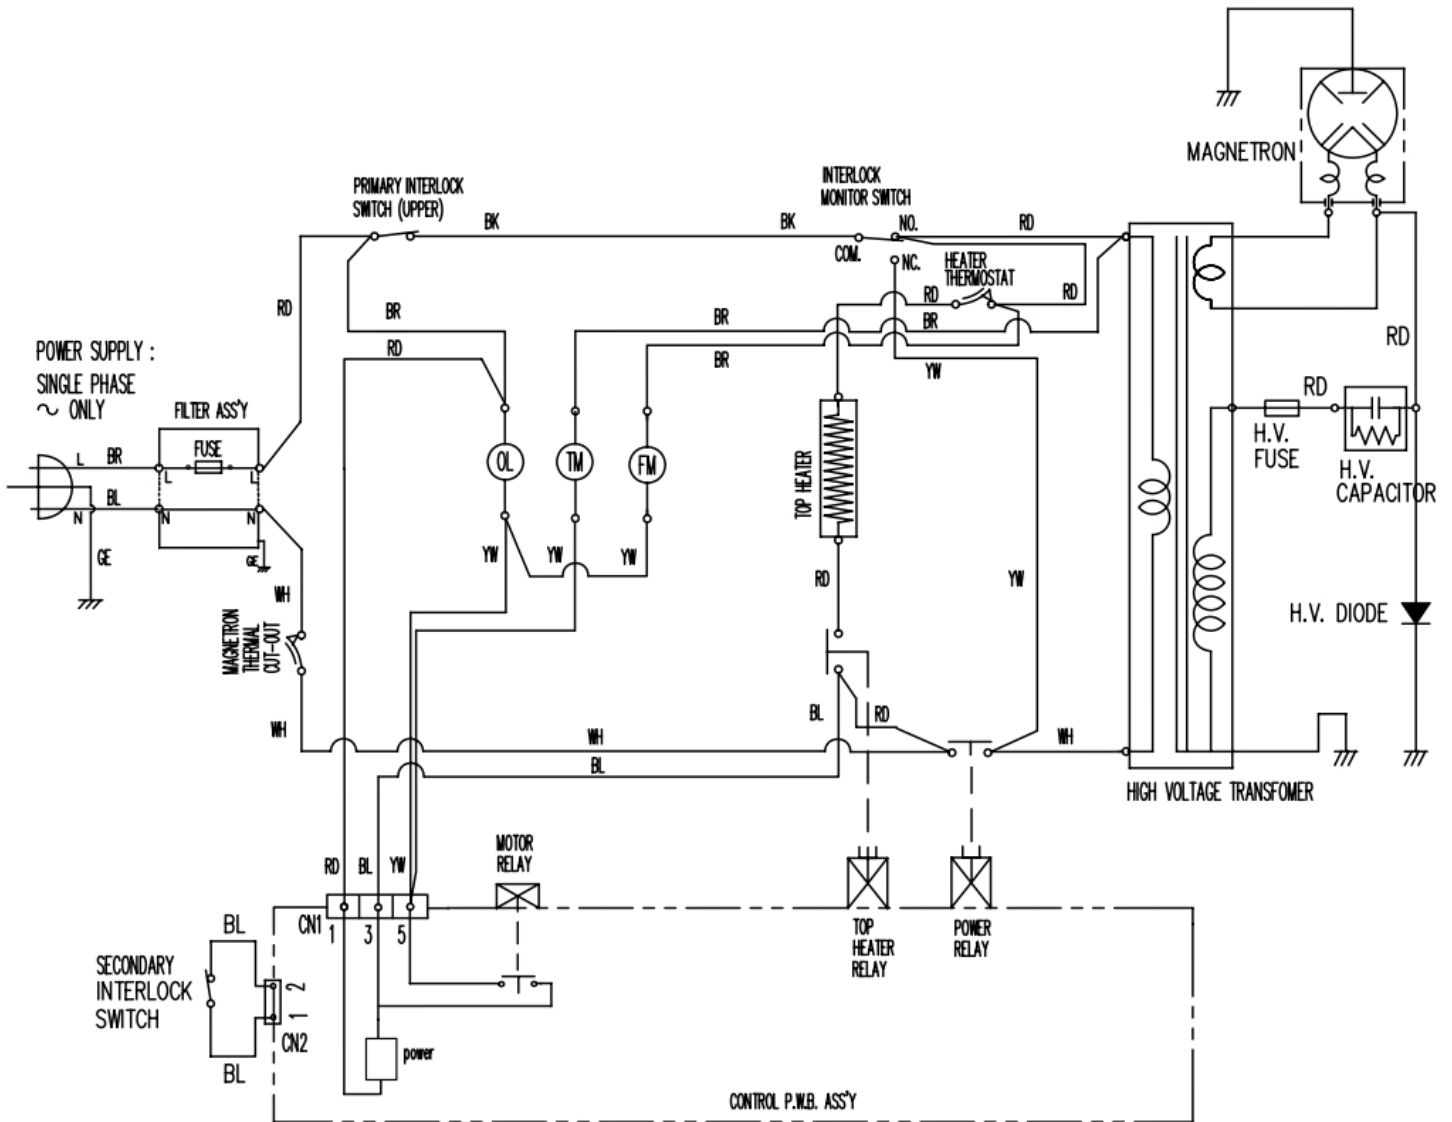 MAGNETRON
PRIMARY INTERLOCK
SWITCH (UPPER)
INTERLOCK
MONITOR SWITCH
BK
BK
NO.
RD
COM.
NC.
HEATER
THERMOSTAT
RD
RD
RD
BR
BR
BR
RD
BR
YW
RD
RD
POWER SUPPLY :
SINGLE PHASE
~ ONLY
FILTER ASS'Y
FUSE
L
BR
L
L
BL
N
N
N
GE
GE
OL
TM
FM
TOP HEATER
H.V.
FUSE
H.V.
CAPACITOR
YW
YW
YW
RD
YW
WH
H.V. DIODE
MAGNETRON
THERMAL
CUT-OUT
BL
RD
WH
WH
WH
BL
HIGH VOLTAGE TRANSFOMER
MOTOR
RELAY
RD
BL
YW
CN1
1
3
5
TOP
HEATER
RELAY
POWER
RELAY
BL
SECONDARY
INTERLOCK
SWITCH
2
1
CN2
BL
power
CONTROL P.W.B. ASS'Y